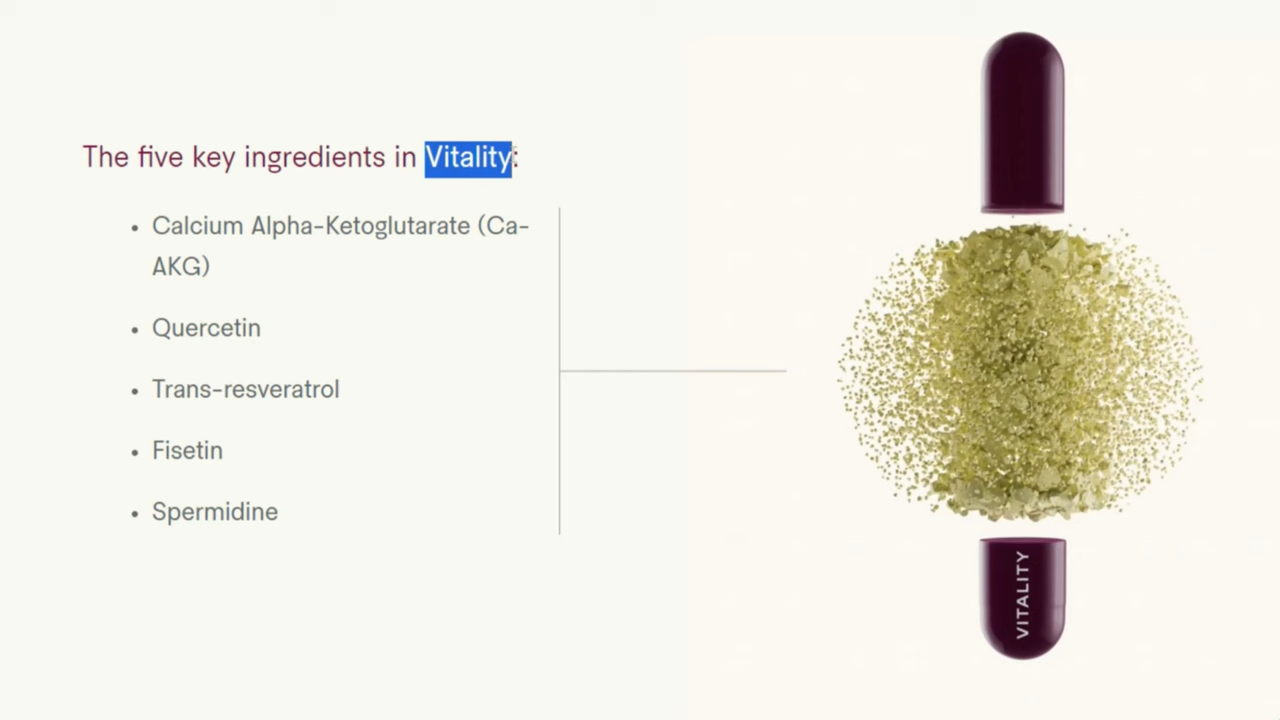 The five key ingredients in Vitality:
• Calcium Alpha-Ketoglutarate (Ca-
AKG)
• Quercetin
• Trans-resveratrol
• Fisetin
• Spermidine
VITALITY